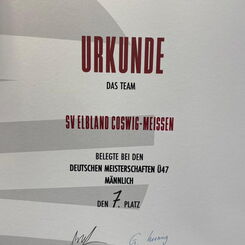 URKUNDE
DAS TEAM
SV ELBLAND COSWIG-MEISSEN
BELEGTE BEI DEN
DEUTSCHEN MEISTERSCHAFTEN Ü47
MÄNNLICH
DEN 7. PLATZ